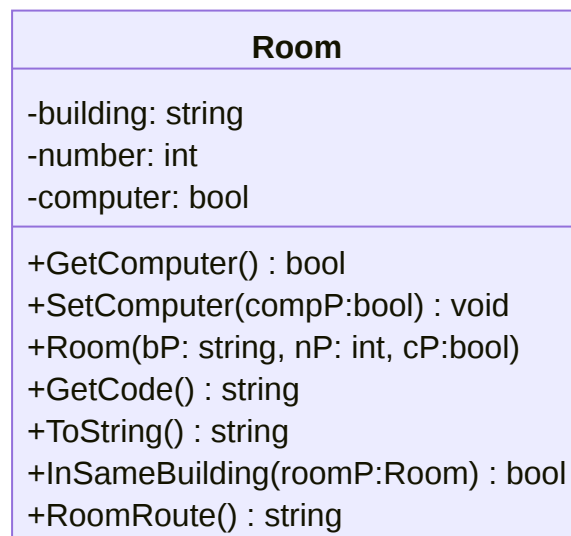 Room
-building: string
-number: int
-computer: bool
+GetComputer() : bool
+SetComputer(compP:bool) : void
+Room(bP: string, nP: int, cP:bool)
+GetCode() : string
+ToString() : string
+InSameBuilding(roomP:Room) : bool
+RoomRoute() : string